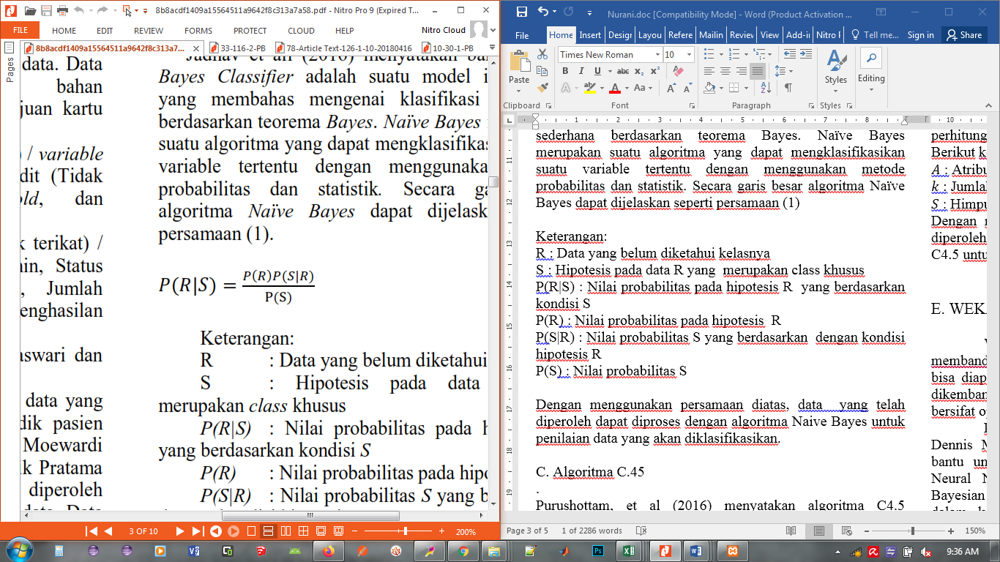 8b8acdf1409a15564511a9642f8c313a7a58.pdf - Nitro Pro 9 (Expired T...
FILE HOME EDIT REVIEW FORMS PROTECT CLOUD HELP Nitro Cloud
8b8acdf1409a15564511a9642f8c313a7... 33-116-2-PB 78-Article Text-126-1-10-20180416 10-30-1-PB
Pages
data. Data
bahan
juan kartu
) / variable
dit (Tidak
old, dan
k terikat) /
nin, Status
, Jumlah
enghasilan
aswari dan
data yang
dik pasien
Moewardi
ik Pratama
diperoleh
Bayes Classifier adalah suatu model i
yang membahas mengenai klasifikasi
berdasarkan teorema Bayes. Naïve Bayes
suatu algoritma yang dapat mengklasifika
variable tertentu dengan menggunaka
probabilitas dan statistik. Secara ga
algoritma Naïve Bayes dapat dijelask
persamaan (1).
P(R|S) = P(R)P(S|R) / P(S)
Keterangan:
R : Data yang belum diketahui
S : Hipotesis pada data
merupakan class khusus
P(R|S) : Nilai probabilitas pada h
yang berdasarkan kondisi S
P(R) : Nilai probabilitas pada hipo
P(S|R) : Nilai probabilitas S yang b
3 OF 10 200%
Nurani.doc [Compatibility Mode] - Word (Product Activation ...
File Home Insert Design Layou Refere Mailin Reviev View Add-in Nitro P Tell me... Sign in Share
Times New Roman 10
Paste Styles Editing
Clipboard Font Paragraph Styles
1 2 3 4 5 6 7 8 10
sederhana berdasarkan teorema Bayes. Naïve Bayes
merupakan suatu algoritma yang dapat mengklasifikasikan
suatu variable tertentu dengan menggunakan metode
probabilitas dan statistik. Secara garis besar algoritma Naïve
Bayes dapat dijelaskan seperti persamaan (1)
Keterangan:
R : Data yang belum diketahui kelasnya
S : Hipotesis pada data R yang merupakan class khusus
P(R|S) : Nilai probabilitas pada hipotesis R yang berdasarkan
kondisi S
P(R) : Nilai probabilitas pada hipotesis R
P(S|R) : Nilai probabilitas S yang berdasarkan dengan kondisi
hipotesis R
P(S) : Nilai probabilitas S
Dengan menggunakan persamaan diatas, data yang telah
diperoleh dapat diproses dengan algoritma Naive Bayes untuk
penilaian data yang akan diklasifikasikan.
C. Algoritma C.45
.
Purushottam, et al (2016) menyatakan algoritma C4.5
perhitung
Berikut k
A : Atribu
k : Jumla
S : Himpu
Dengan r
diperoleh
C4.5 untu
E. WEK
W
memband
bisa diap
dikemban
bersifat o
Dennis M
bantu un
Neural N
Bayesian
Page 3 of 5 1 of 2286 words 150%
9:36 AM